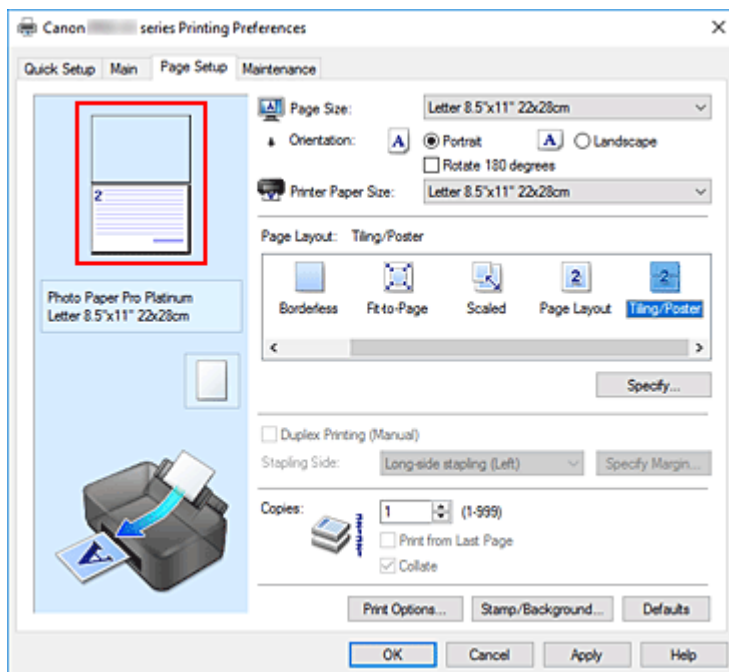 Canon series Printing Preferences
Quick Setup Main Page Setup Maintenance
2
Photo Paper Pro Platinum
Letter 8.5"x11" 22x28cm
A
Page Size: Letter 8.5"x11" 22x28cm
Orientation: A Portrait A Landscape
Rotate 180 degrees
Printer Paper Size: Letter 8.5"x11" 22x28cm
Page Layout: Tiling/Poster
2 2
Borderless Fit-to-Page Scaled Page Layout Tiling/Poster
Specify...
Duplex Printing (Manual)
Stapling Side: Long-side stapling (Left) Specify Margin...
Copies: 1 (1-999)
Print from Last Page
Collate
Print Options... Stamp/Background... Defaults
OK Cancel Apply Help